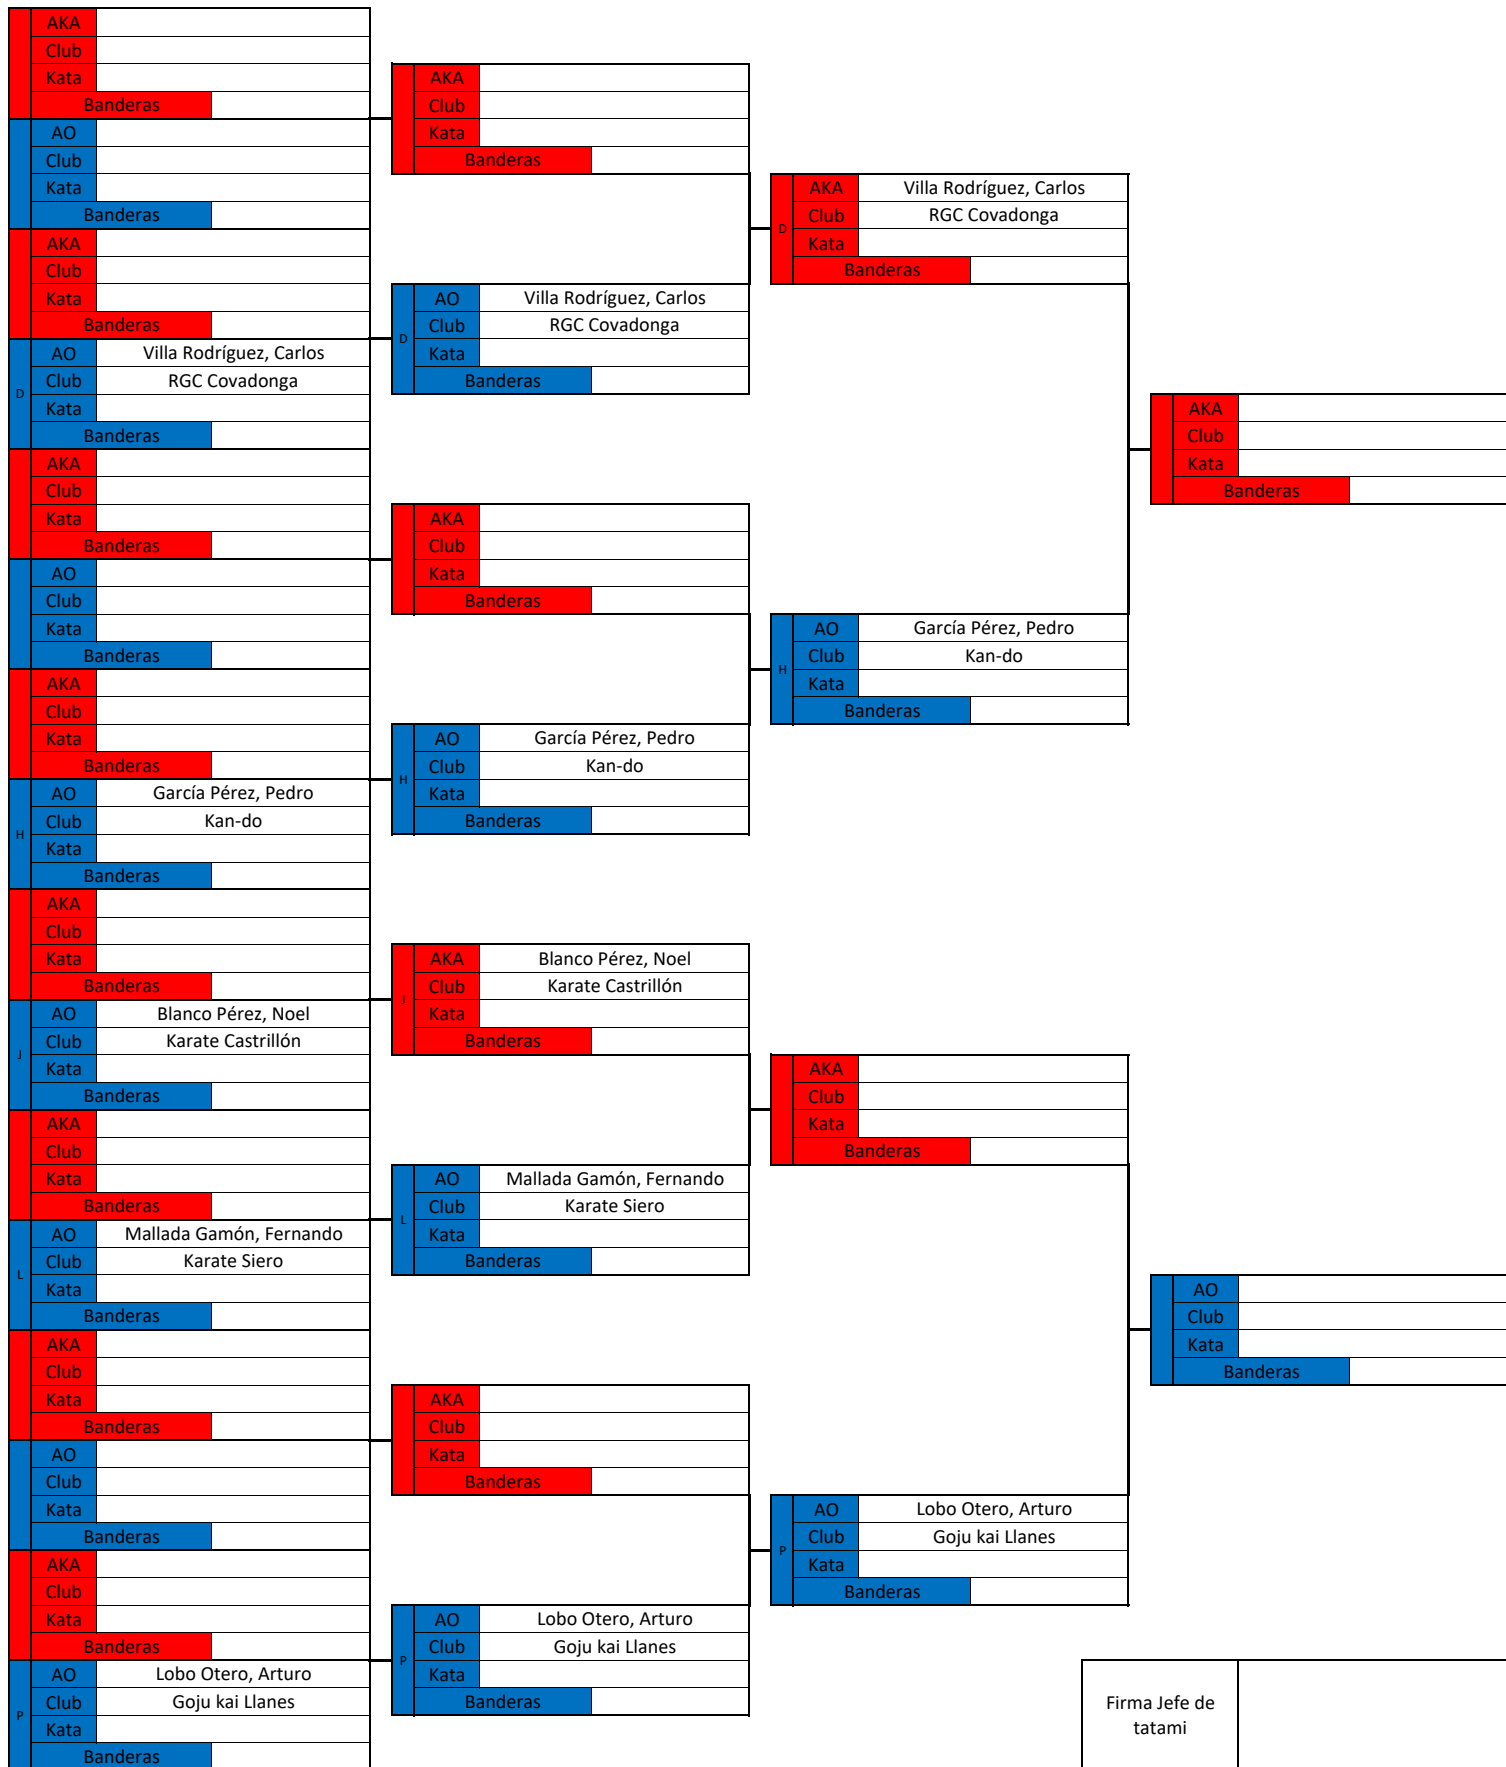 AKA
Club
Kata
Banderas
AO
Club
Kata
Banderas
AKA
Club
Kata
Banderas
D
AO Villa Rodríguez, Carlos
Club RGC Covadonga
Kata
Banderas
AKA
Club
Kata
Banderas
AO
Club
Kata
Banderas
AKA
Club
Kata
Banderas
H
AO García Pérez, Pedro
Club Kan-do
Kata
Banderas
AKA
Club
Kata
Banderas
J
AO Blanco Pérez, Noel
Club Karate Castrillón
Kata
Banderas
AKA
Club
Kata
Banderas
L
AO Mallada Gamón, Fernando
Club Karate Siero
Kata
Banderas
AKA
Club
Kata
Banderas
AO
Club
Kata
Banderas
AKA
Club
Kata
Banderas
P
AO Lobo Otero, Arturo
Club Goju kai Llanes
Kata
Banderas
AKA
Club
Kata
Banderas
D
AO Villa Rodríguez, Carlos
Club RGC Covadonga
Kata
Banderas
AKA
Club
Kata
Banderas
H
AO García Pérez, Pedro
Club Kan-do
Kata
Banderas
J
AKA Blanco Pérez, Noel
Club Karate Castrillón
Kata
Banderas
L
AO Mallada Gamón, Fernando
Club Karate Siero
Kata
Banderas
AKA
Club
Kata
Banderas
P
AO Lobo Otero, Arturo
Club Goju kai Llanes
Kata
Banderas
D
AKA Villa Rodríguez, Carlos
Club RGC Covadonga
Kata
Banderas
H
AO García Pérez, Pedro
Club Kan-do
Kata
Banderas
AKA
Club
Kata
Banderas
P
AO Lobo Otero, Arturo
Club Goju kai Llanes
Kata
Banderas
AKA
Club
Kata
Banderas
AO
Club
Kata
Banderas
Firma Jefe de
tatami